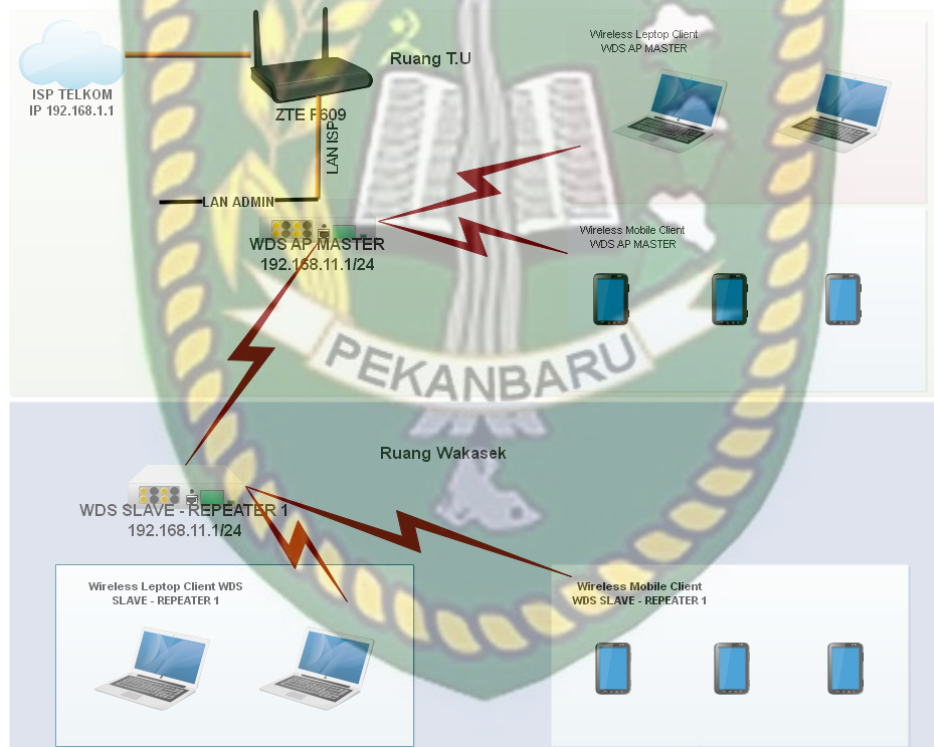 Ruang T.U
Wireless Leptop Client
WDS AP MASTER
ISP TELKOM
IP 192.168.1.1
ZTE F609
LAN ISP
LAN ADMIN
WDS AP MASTER
192.168.11.1/24
Wireless Mobile Client
WDS AP MASTER
PEKANBARU
Ruang Wakasek
WDS SLAVE - REPEATER 1
192.168.11.1/24
Wireless Leptop Client WDS
SLAVE - REPEATER 1
Wireless Mobile Client
WDS SLAVE - REPEATER 1